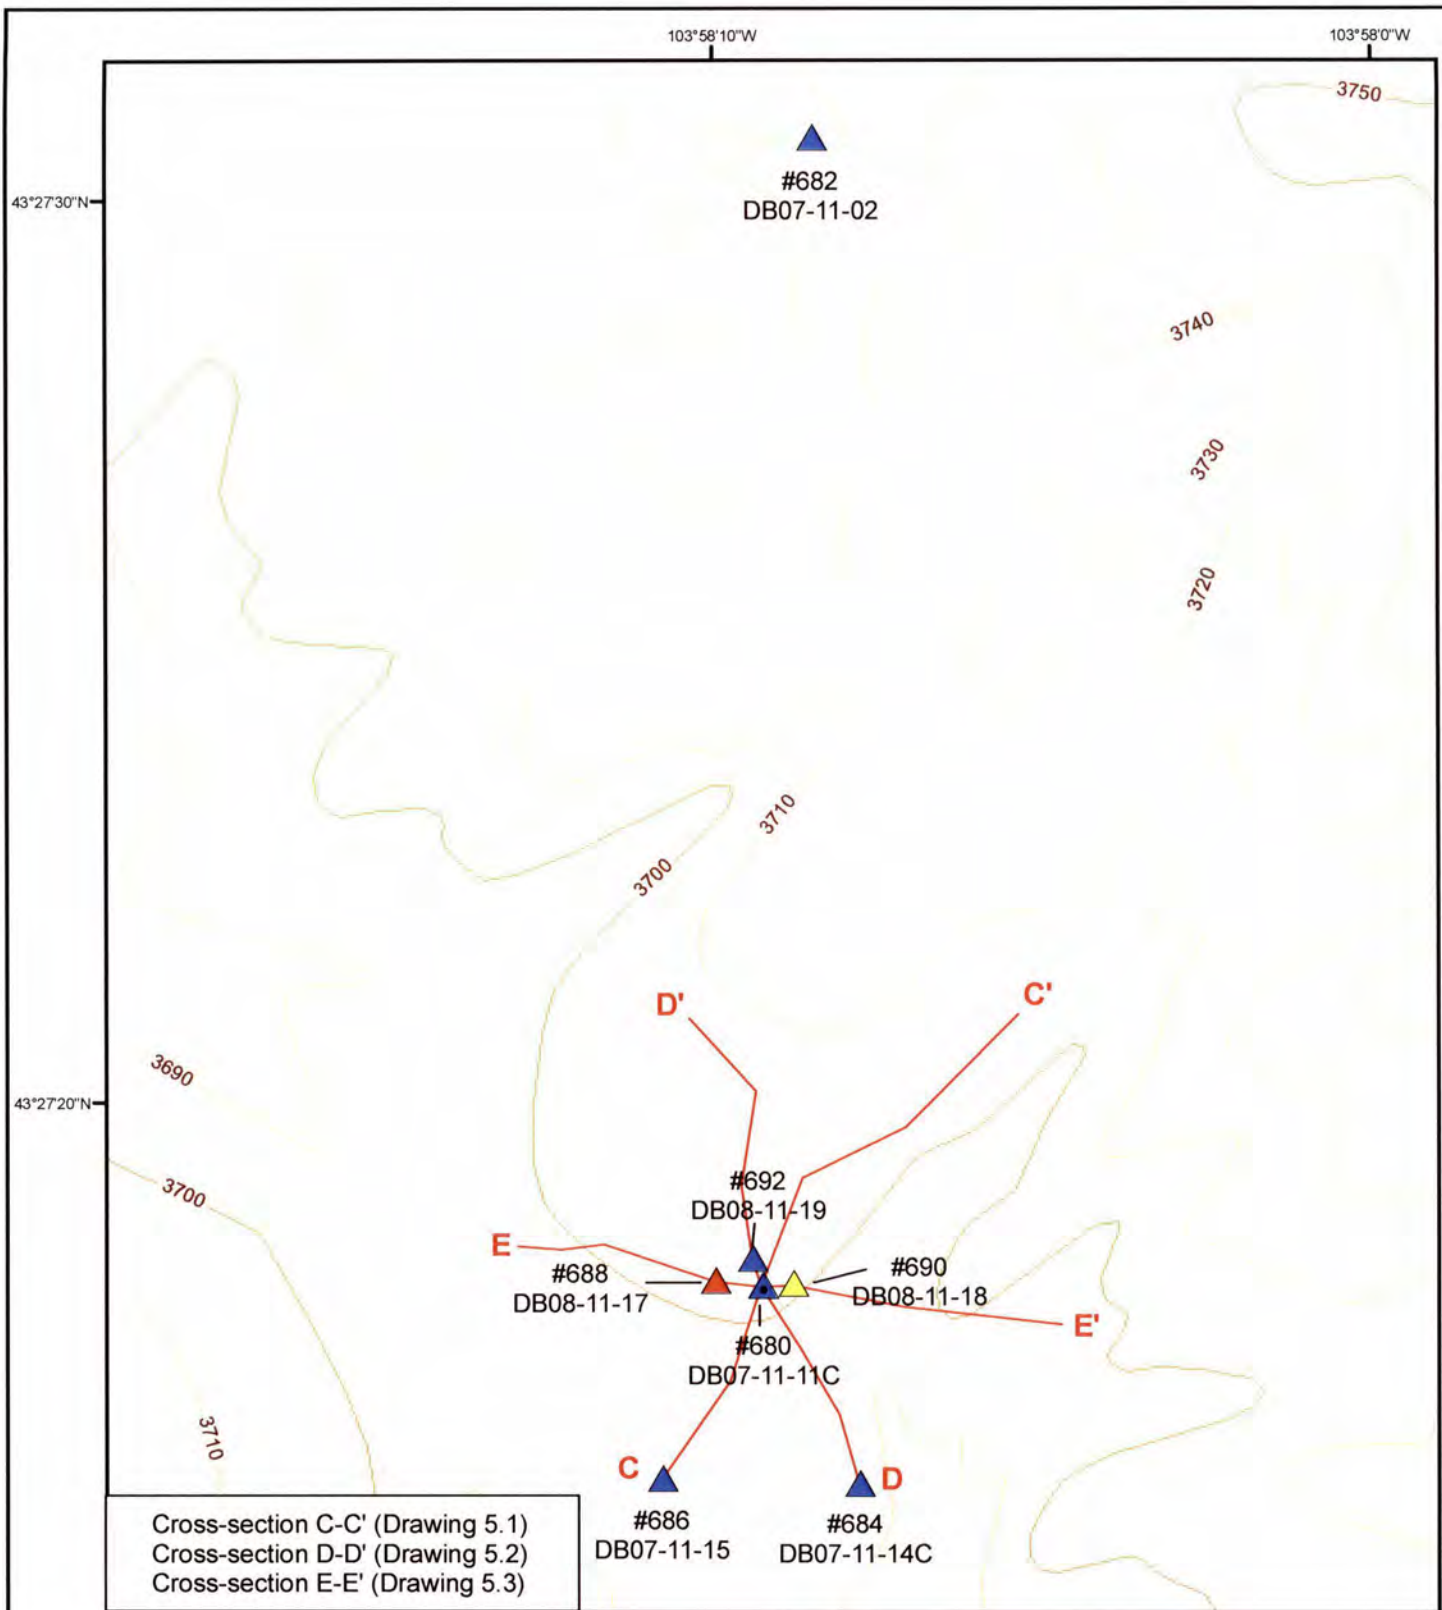 103°58'10"W
103°58'0"W
3750
#682
DB07-11-02
43°27'30"N
3740
3730
3720
3710
3700
D'
C'
3690
43°27'20"N
3700
#692
DB08-11-19
E
#688
DB08-11-17
#690
DB08-11-18
E'
#680
DB07-11-11C
3710
C
D
#686
DB07-11-15
#684
DB07-11-14C
Cross-section C-C' (Drawing 5.1)
Cross-section D-D' (Drawing 5.2)
Cross-section E-E' (Drawing 5.3)